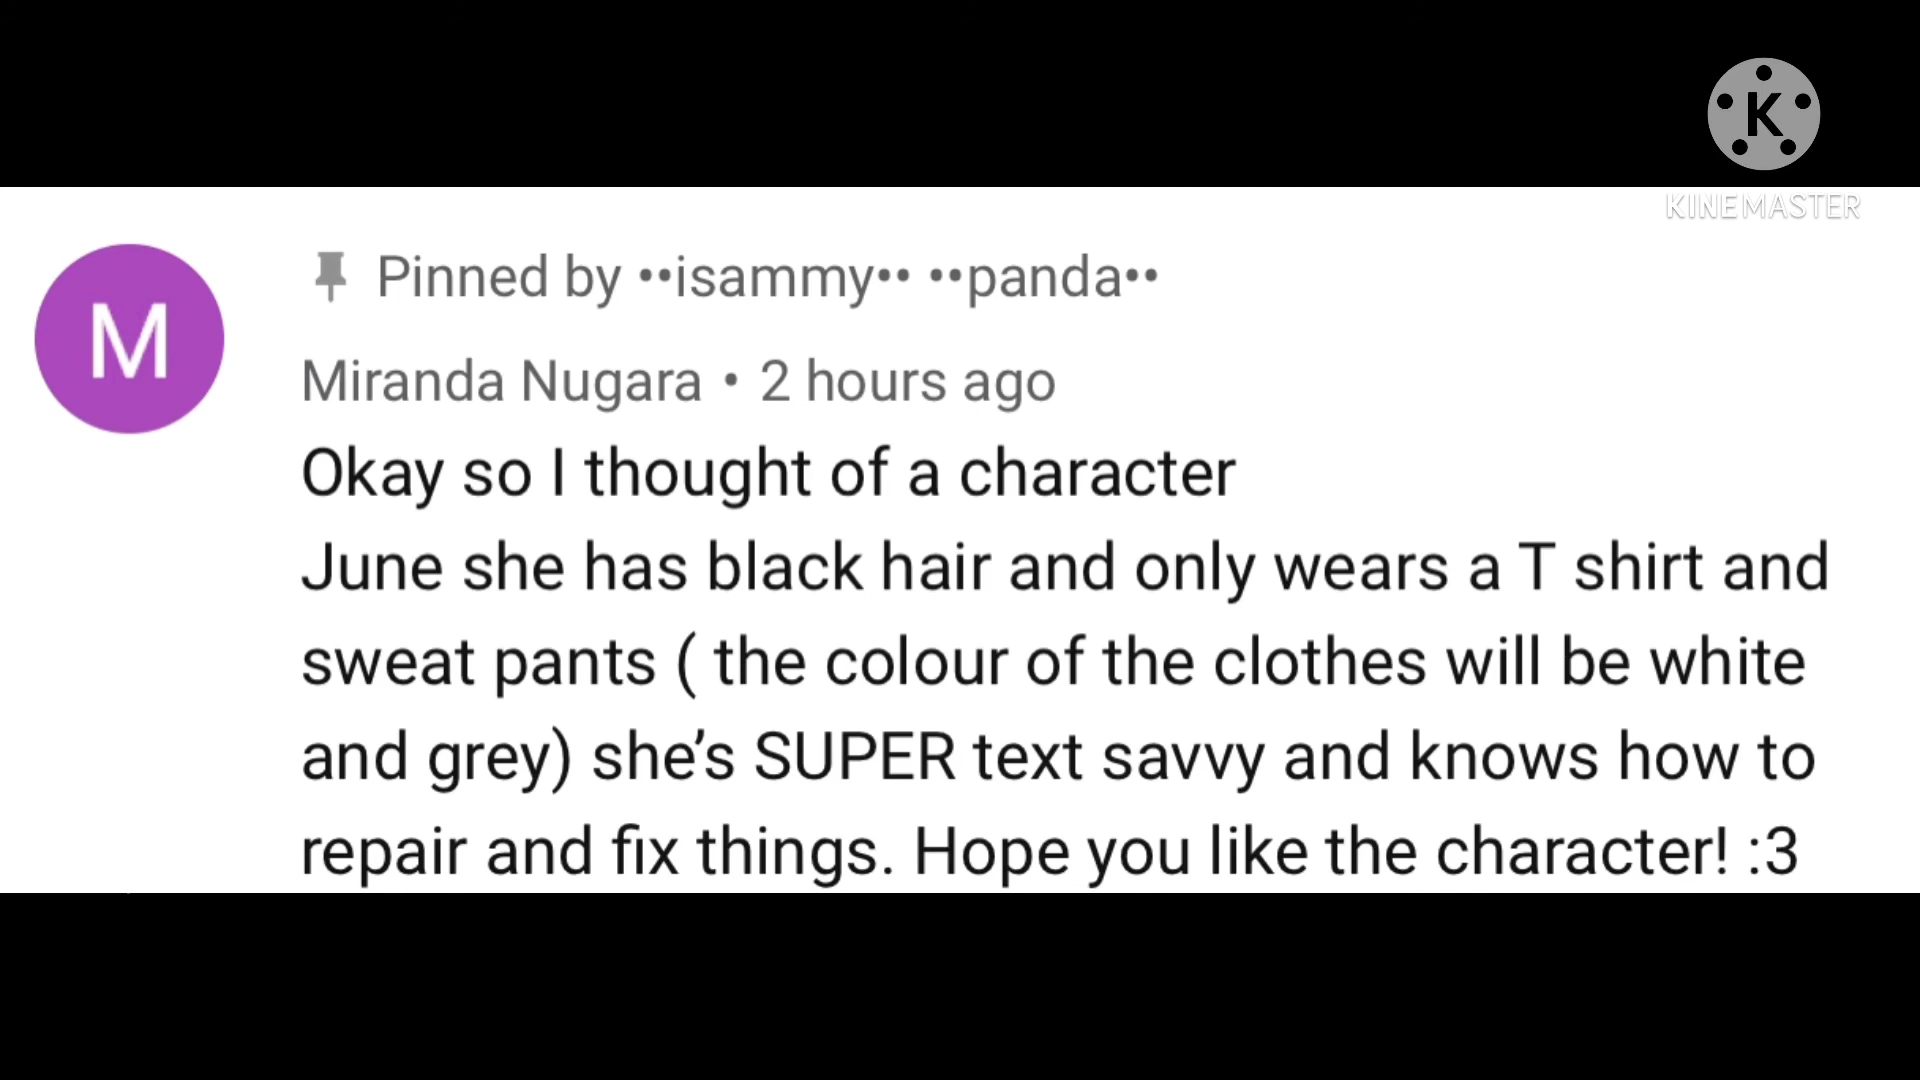 K
KINEMASTER
Pinned by ••isammy•• ••panda••
M
Miranda Nugara • 2 hours ago
Okay so I thought of a character
June she has black hair and only wears a T shirt and
sweat pants ( the colour of the clothes will be white
and grey) she’s SUPER text savvy and knows how to
repair and fix things. Hope you like the character! :3